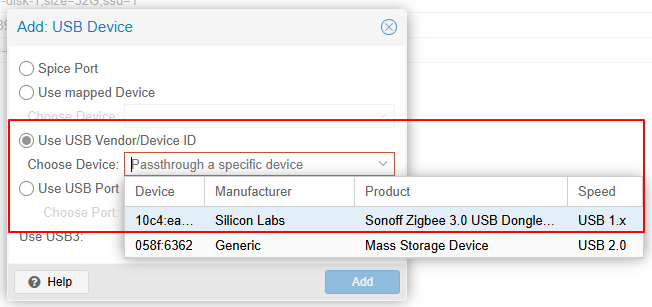 -disk-1,size=32G,ssd=1
Add: USB Device
Spice Port
Use mapped Device
Choose Device:
Use USB Vendor/Device ID
Choose Device: Passthrough a specific device
Use USB Port
Device Manufacturer Product Speed
Choose Port:
10c4:ea... Silicon Labs Sonoff Zigbee 3.0 USB Dongle... USB 1.x
Use USB3:
058f:6362 Generic Mass Storage Device USB 2.0
Help Add